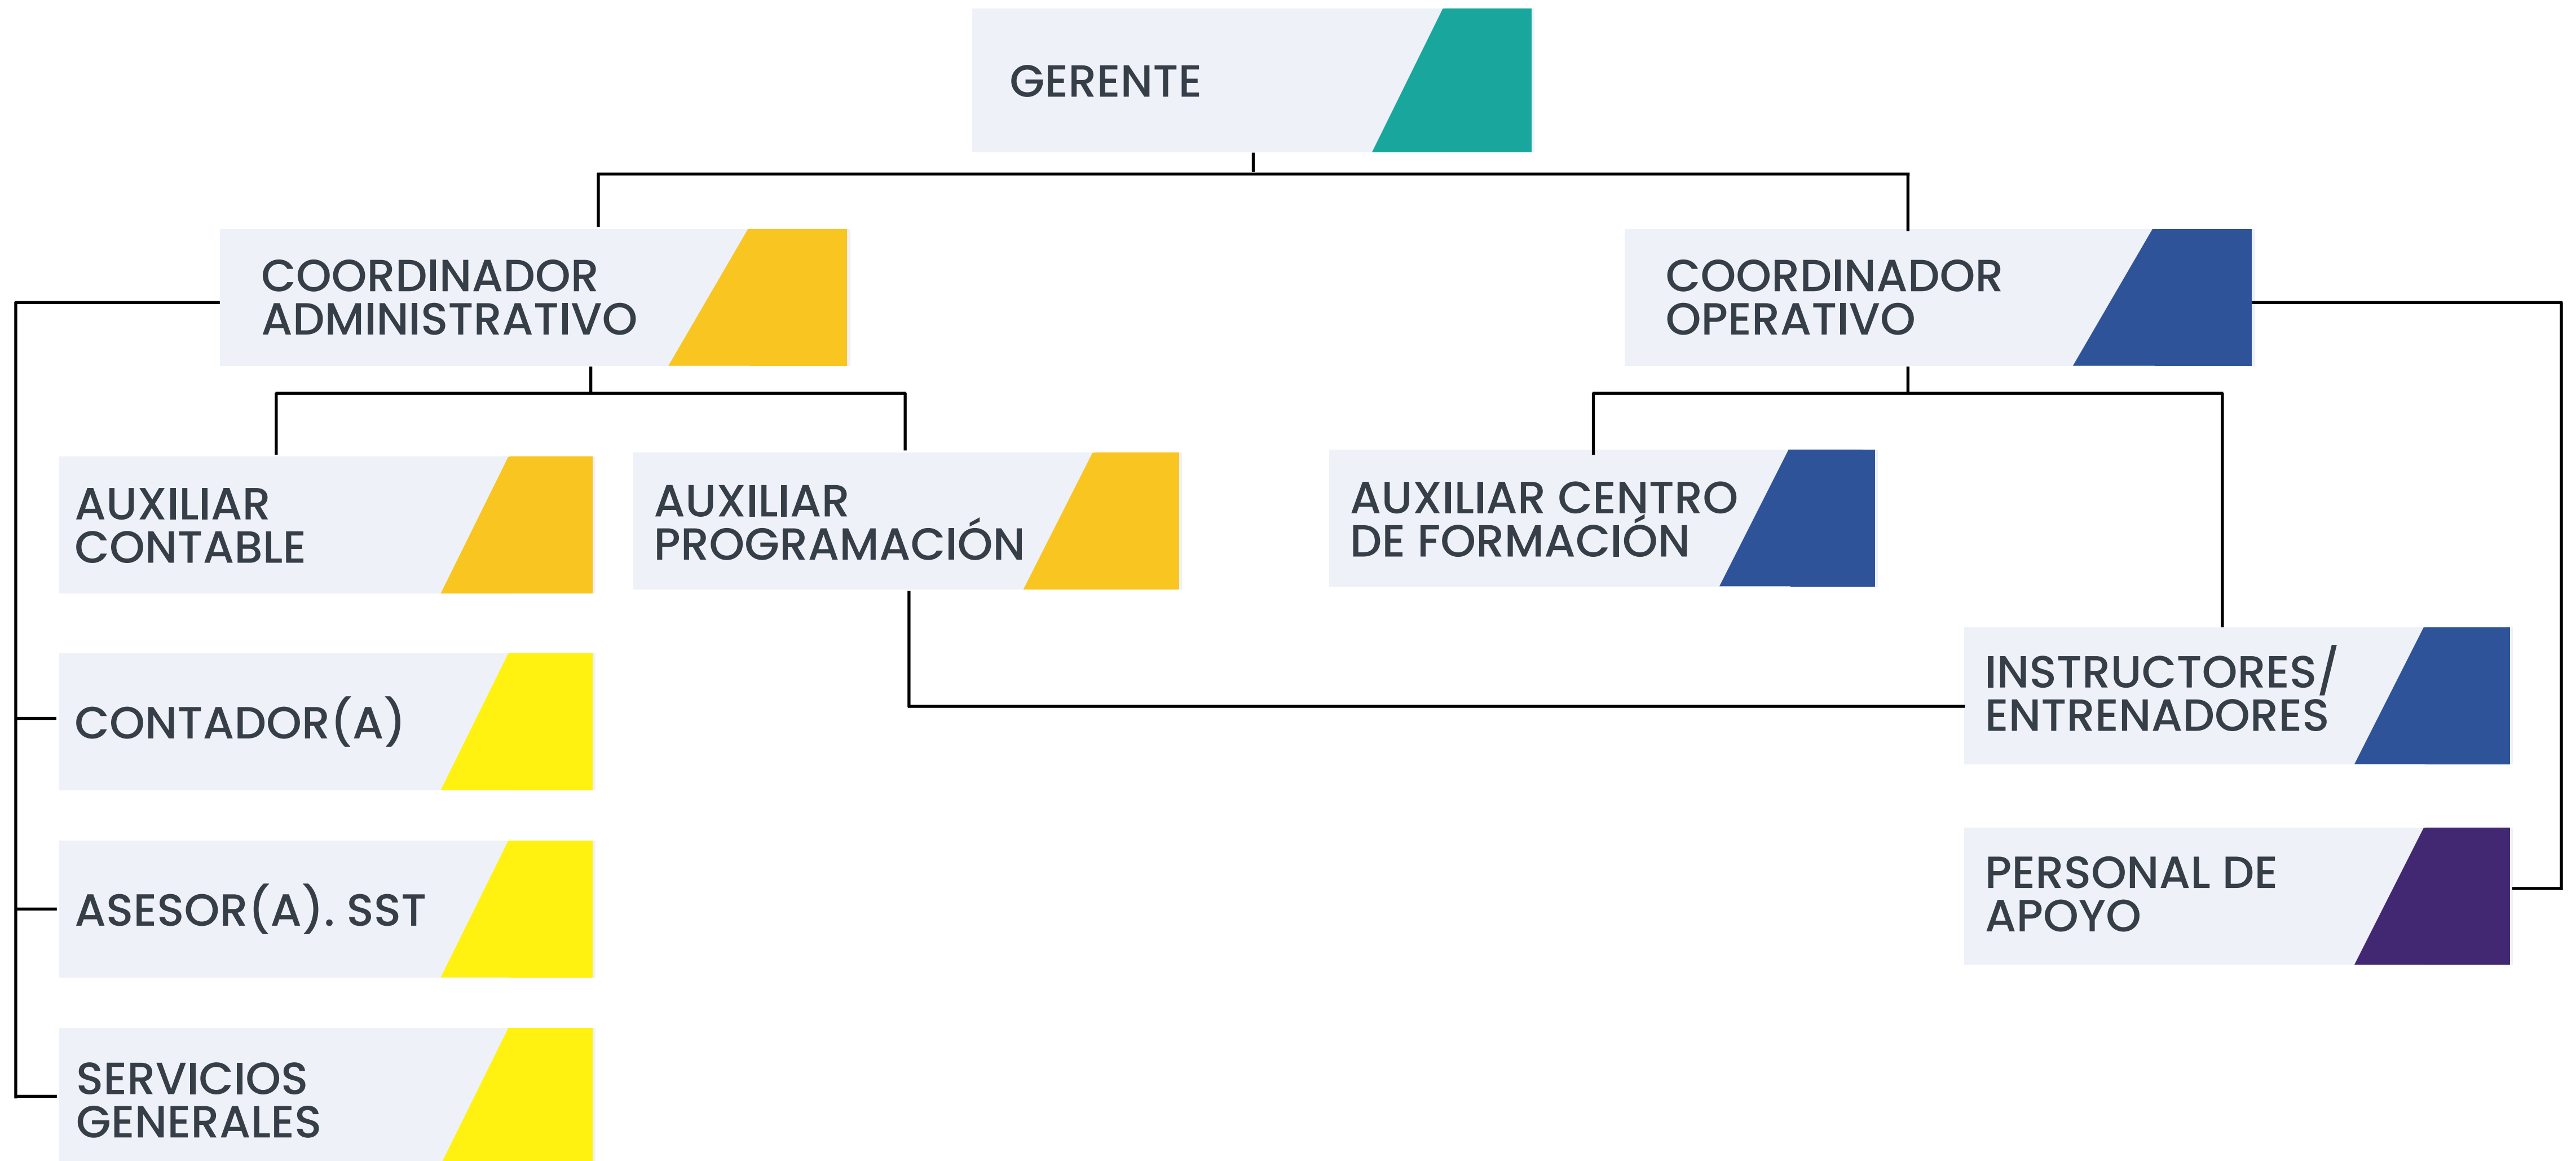 GERENTE
COORDINADOR
ADMINISTRATIVO
COORDINADOR
OPERATIVO
AUXILIAR
CONTABLE
AUXILIAR
PROGRAMACIÓN
AUXILIAR CENTRO
DE FORMACIÓN
CONTADOR(A)
INSTRUCTORES/
ENTRENADORES
ASESOR(A). SST
PERSONAL DE
APOYO
SERVICIOS
GENERALES